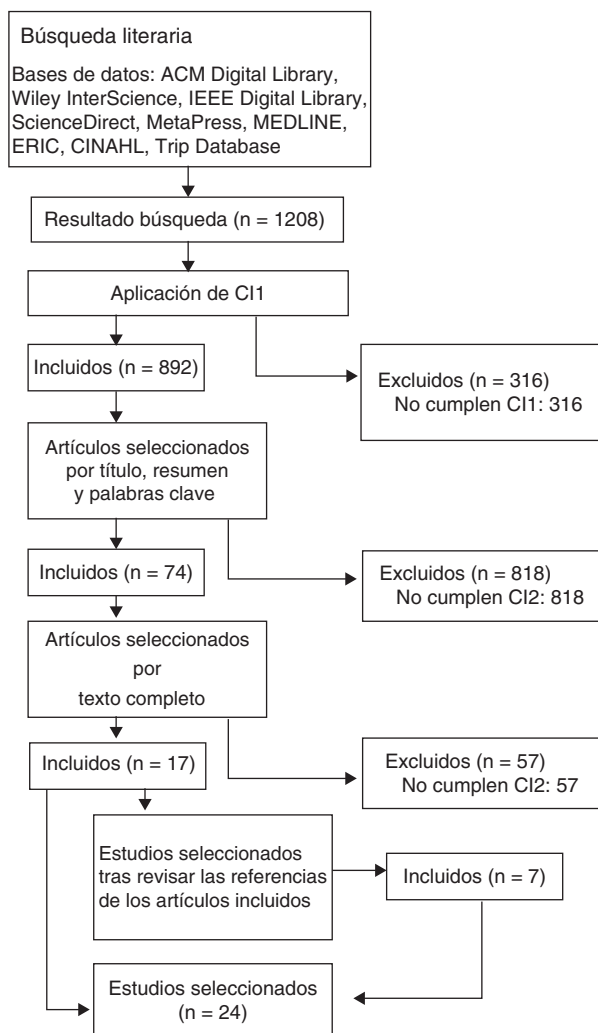 Búsqueda literaria
Bases de datos: ACM Digital Library,
Wiley InterScience, IEEE Digital Library,
ScienceDirect, MetaPress, MEDLINE,
ERIC, CINAHL, Trip Database
Resultado búsqueda (n = 1208)
Aplicación de CI1
Incluidos (n = 892)
Excluidos (n = 316)
No cumplen CI1: 316
Artículos seleccionados
por título, resumen
y palabras clave
Incluidos (n = 74)
Excluidos (n = 818)
No cumplen CI2: 818
Artículos seleccionados
por
texto completo
Incluidos (n = 17)
Excluidos (n = 57)
No cumplen CI2: 57
Estudios seleccionados
tras revisar las referencias
de los artículos incluidos
Incluidos (n = 7)
Estudios seleccionados
(n = 24)